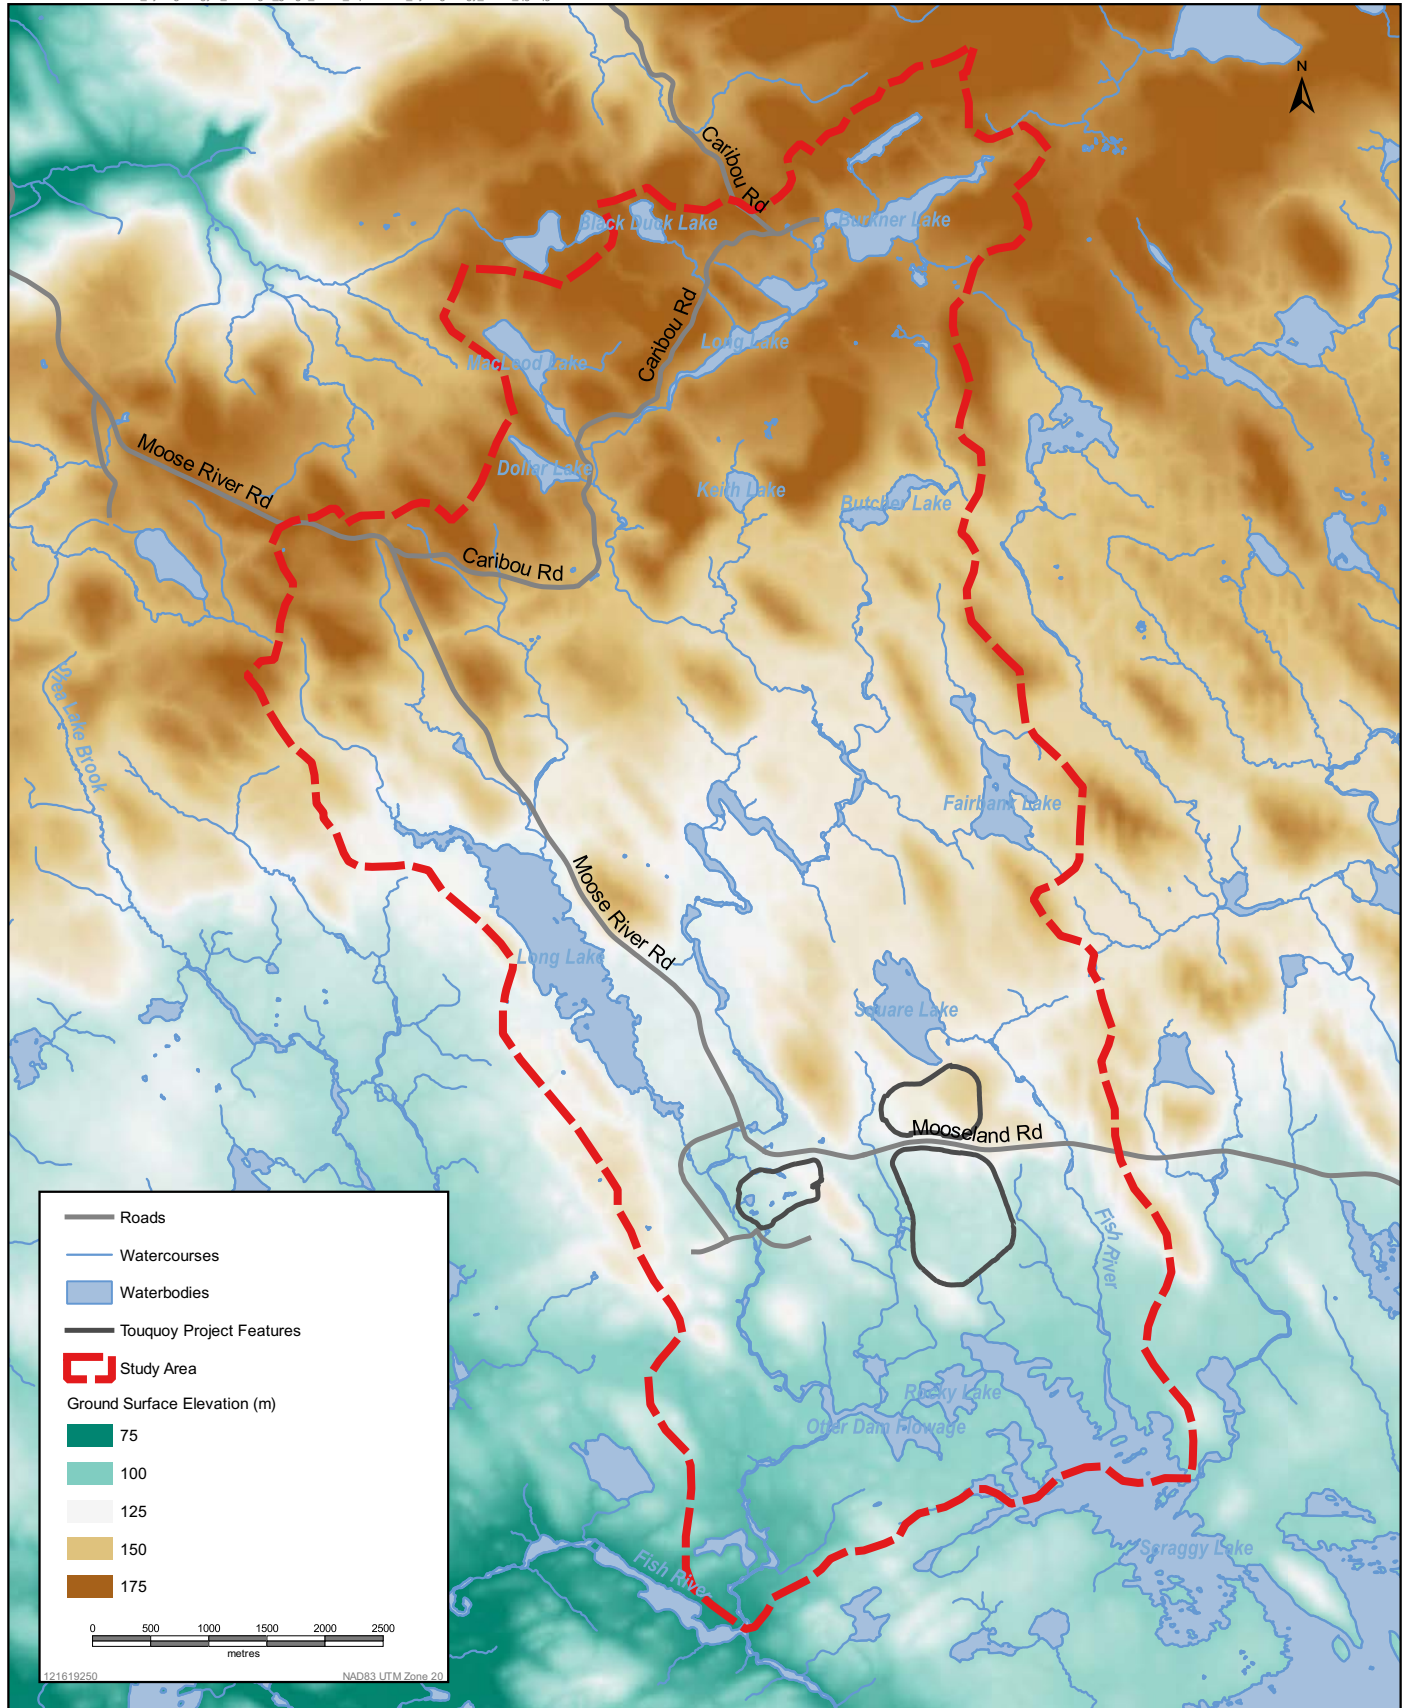 N
Caribou Rd
Black Duck Lake
Burkner Lake
Caribou Rd
Long Lake
MacLeod Lake
Moose River Rd
Dollar Lake
Keith Lake
Butcher Lake
Caribou Rd
Shea Lake Brook
Fairbank Lake
Moose River Rd
Long Lake
Square Lake
Mooseland Rd
Fish River
Rocky Lake
Otter Dam Flowage
Scraggy Lake
Fish River
Roads
Watercourses
Waterbodies
Touquoy Project Features
Study Area
Ground Surface Elevation (m)
75
100
125
150
175
0 500 1000 1500 2000 2500
metres
121619250 NAD83 UTM Zone 20